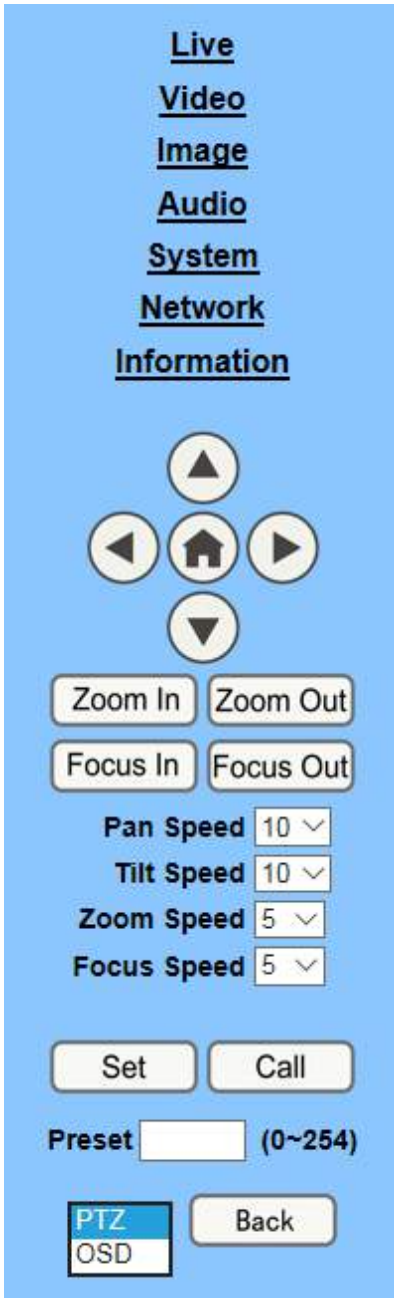 Live
Video
Image
Audio
System
Network
Information
Zoom In Zoom Out
Focus In Focus Out
Pan Speed 10
Tilt Speed 10
Zoom Speed 5
Focus Speed 5
Set Call
Preset (0~254)
PTZ Back
OSD